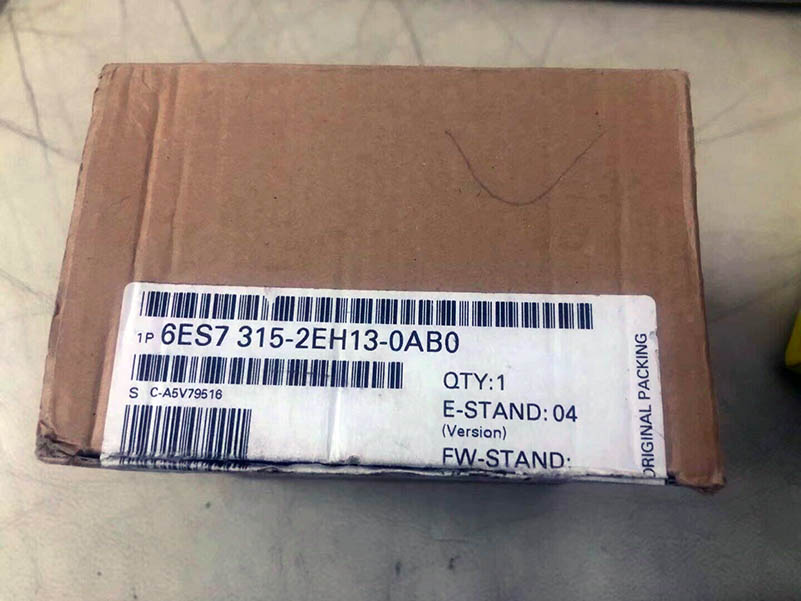 1P 6ES7 315-2EH13-0AB0
S C-A5V79516
QTY:1
E-STAND: 04
(Version)
FW-STAND:
ORIGINAL PACKING